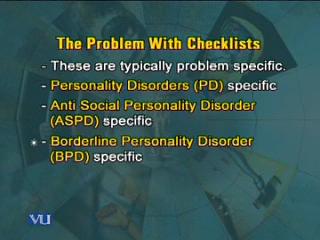 The Problem With Checklists
- These are typically problem specific.
- Personality Disorders (PD) specific
- Anti Social Personality Disorder
(ASPD) specific
- Borderline Personality Disorder
(BPD) specific
VU